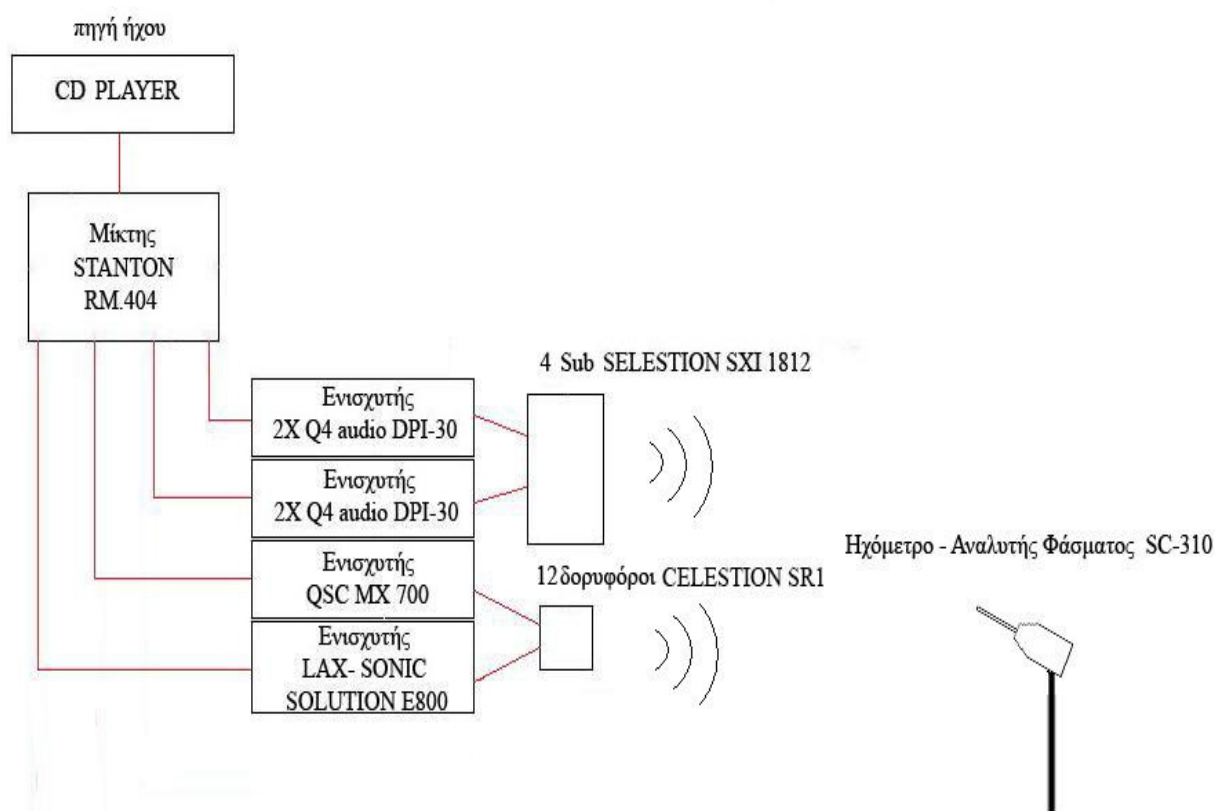 πηγή ήχου
CD PLAYER
Μίκτης
STANTON
RM.404
4 Sub SELESTION SXI 1812
Ενισχυτής
2X Q4 audio DPI-30
Ενισχυτής
2X Q4 audio DPI-30
Ηχόμετρο - Αναλυτής Φάσματος SC-310
Ενισχυτής
QSC MX 700
12δορυφόροι CELESTION SR1
Ενισχυτής
LAX- SONIC
SOLUTION E800